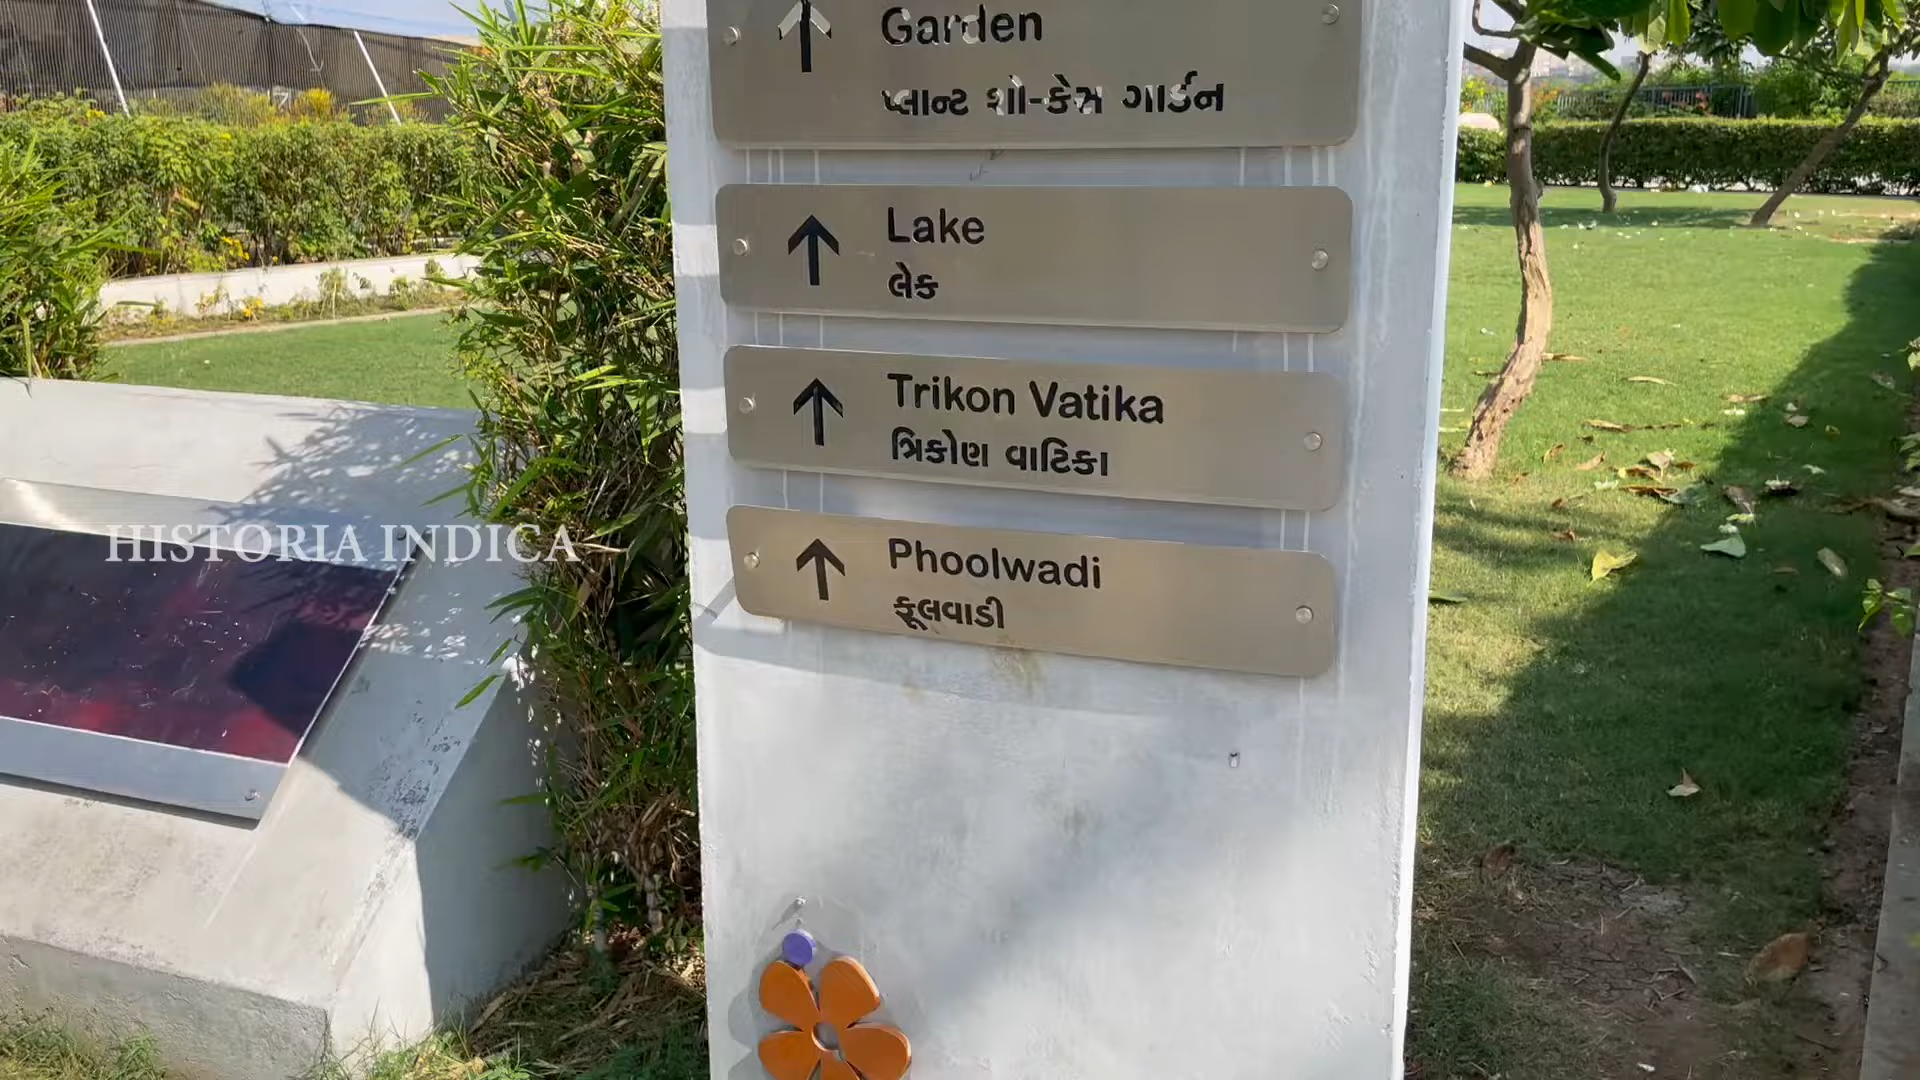 Garden
પ્લાન્ટ શો-કેસ ગાર્ડન
Lake
લેક
Trikon Vatika
ત્રિકોણ વાટિકા
HISTORIA INDICA
Phoolwadi
ફૂલવાડી